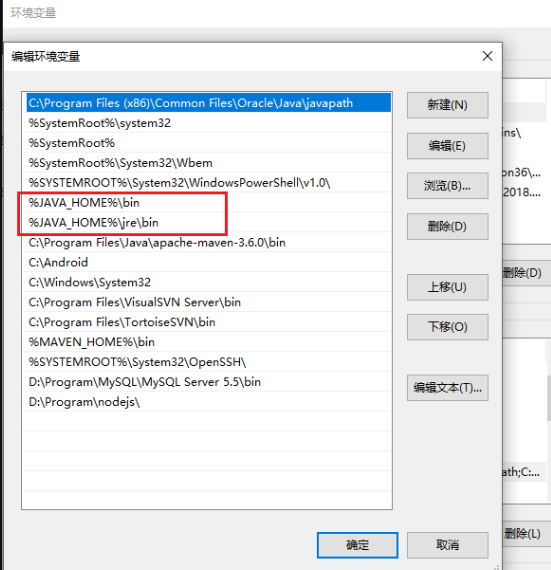 环境变量
编辑环境变量
C:\Program Files (x86)\Common Files\Oracle\Java\javapath
%SystemRoot%\system32
%SystemRoot%
%SystemRoot%\System32\Wbem
%SYSTEMROOT%\System32\WindowsPowerShell\v1.0\
%JAVA_HOME%\bin
%JAVA_HOME%\jre\bin
C:\Program Files\Java\apache-maven-3.6.0\bin
C:\Android
C:\Windows\System32
C:\Program Files\VisualSVN Server\bin
C:\Program Files\TortoiseSVN\bin
%MAVEN_HOME%\bin
%SYSTEMROOT%\System32\OpenSSH\
D:\Program\MySQL\MySQL Server 5.5\bin
D:\Program\nodejs\
新建(N)
编辑(E)
浏览(B)...
删除(D)
上移(U)
下移(O)
编辑文本(T)...
确定
取消
ins\
on36\...
2018....
删除(D)
ath;C:...
删除(L)